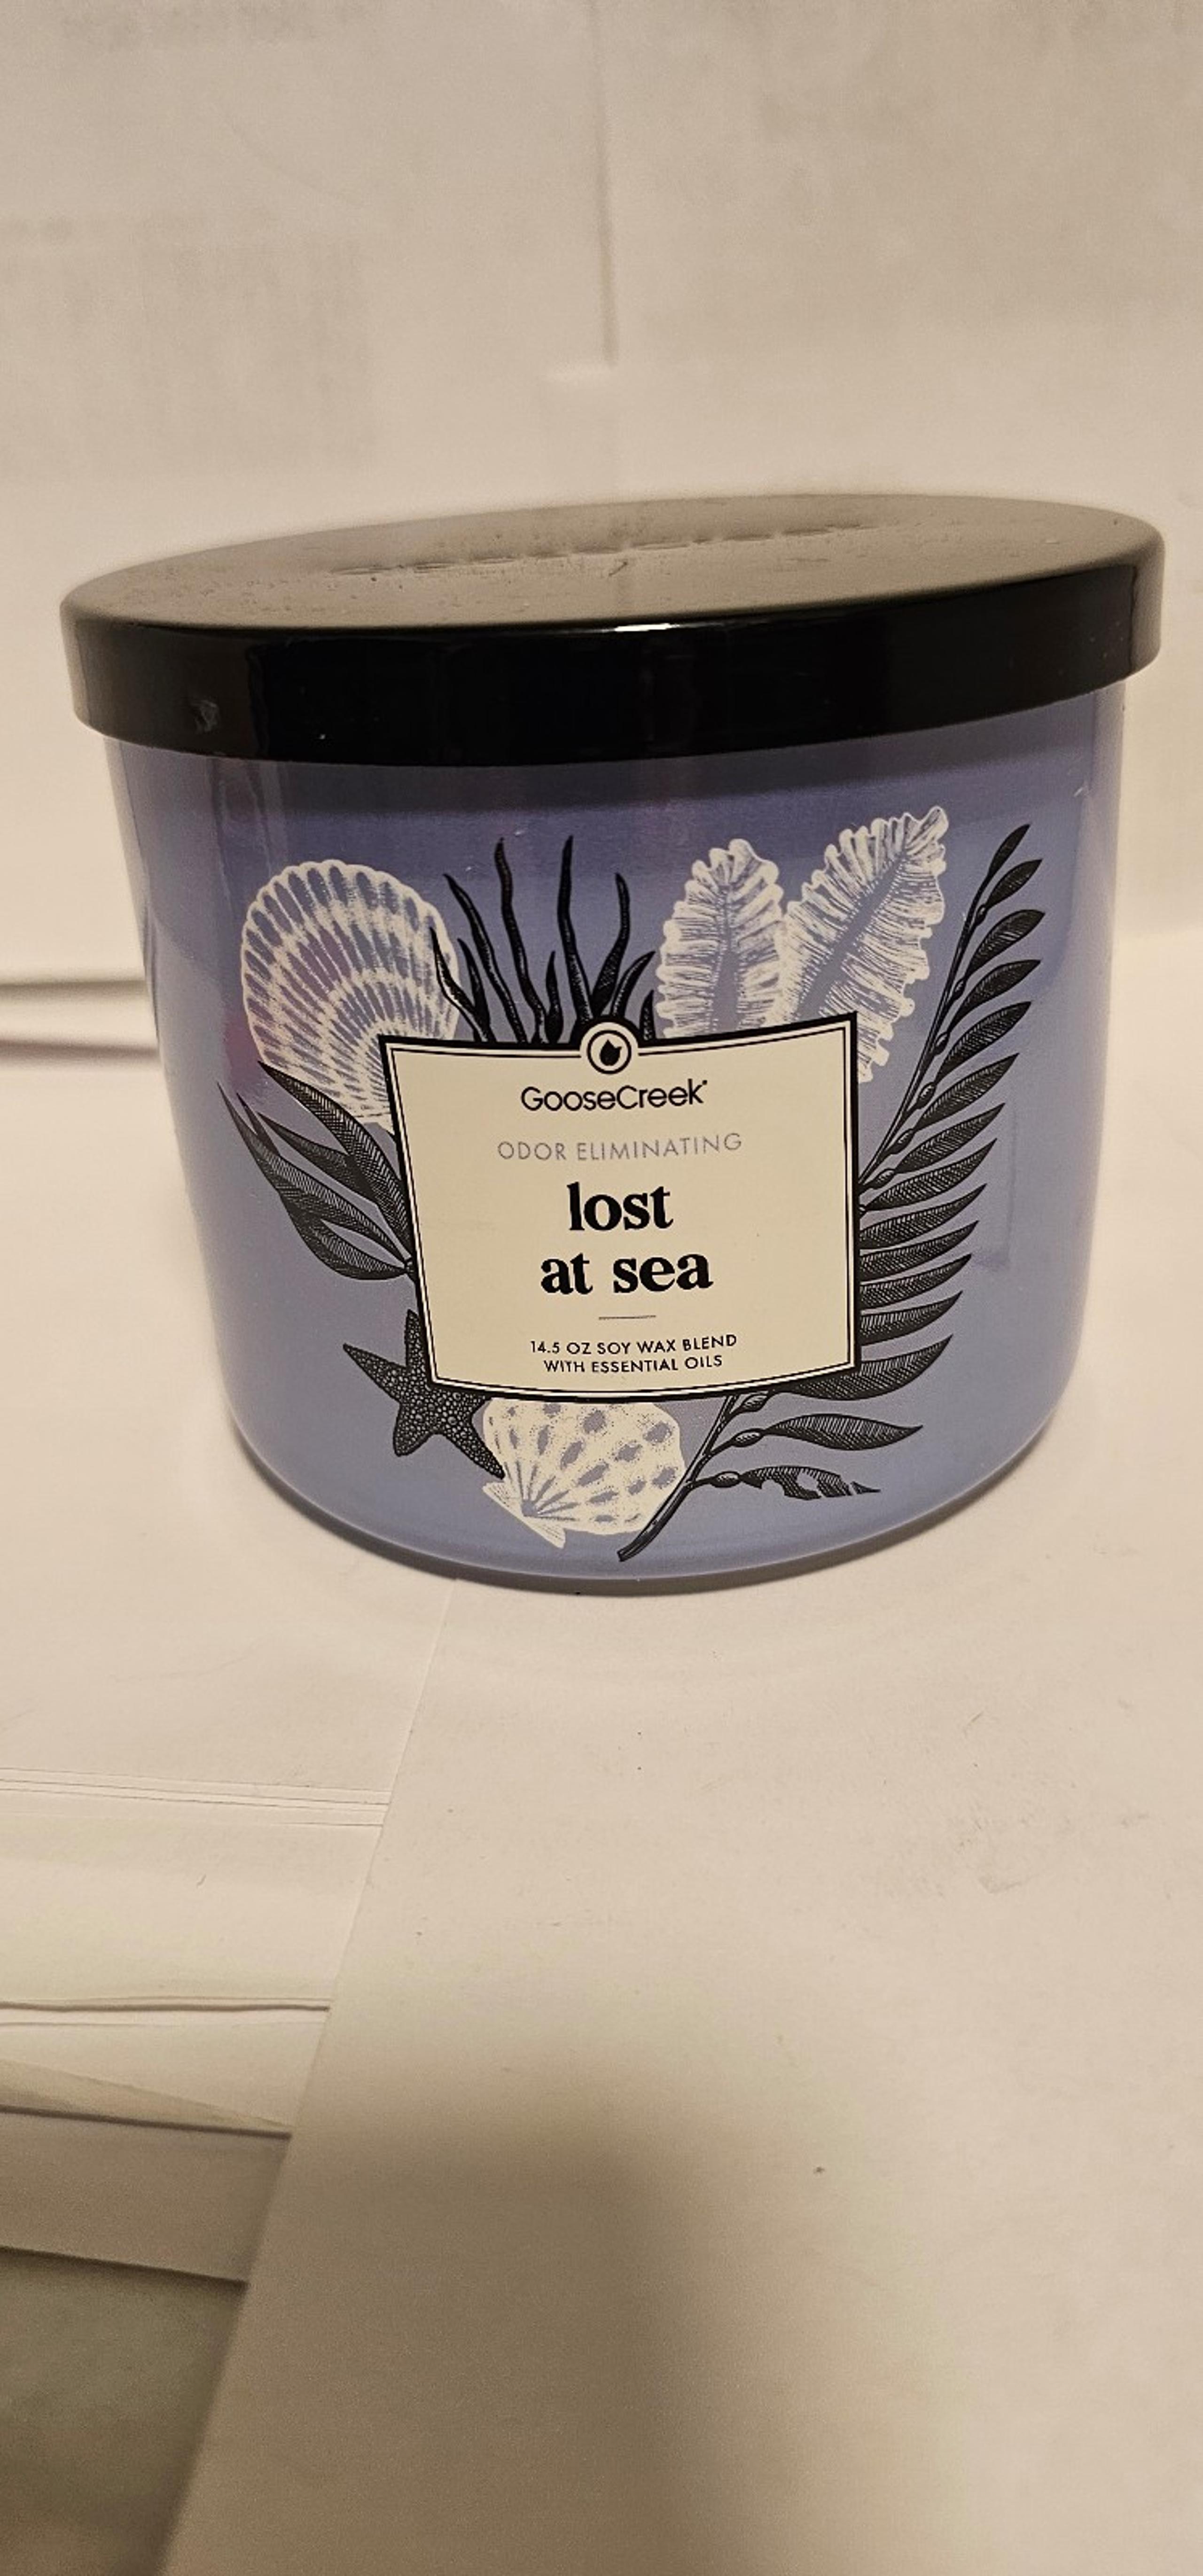 GooseCreek
ODOR ELIMINATING
lost
at sea
14.5 OZ SOY WAX BLEND
WITH ESSENTIAL OILS